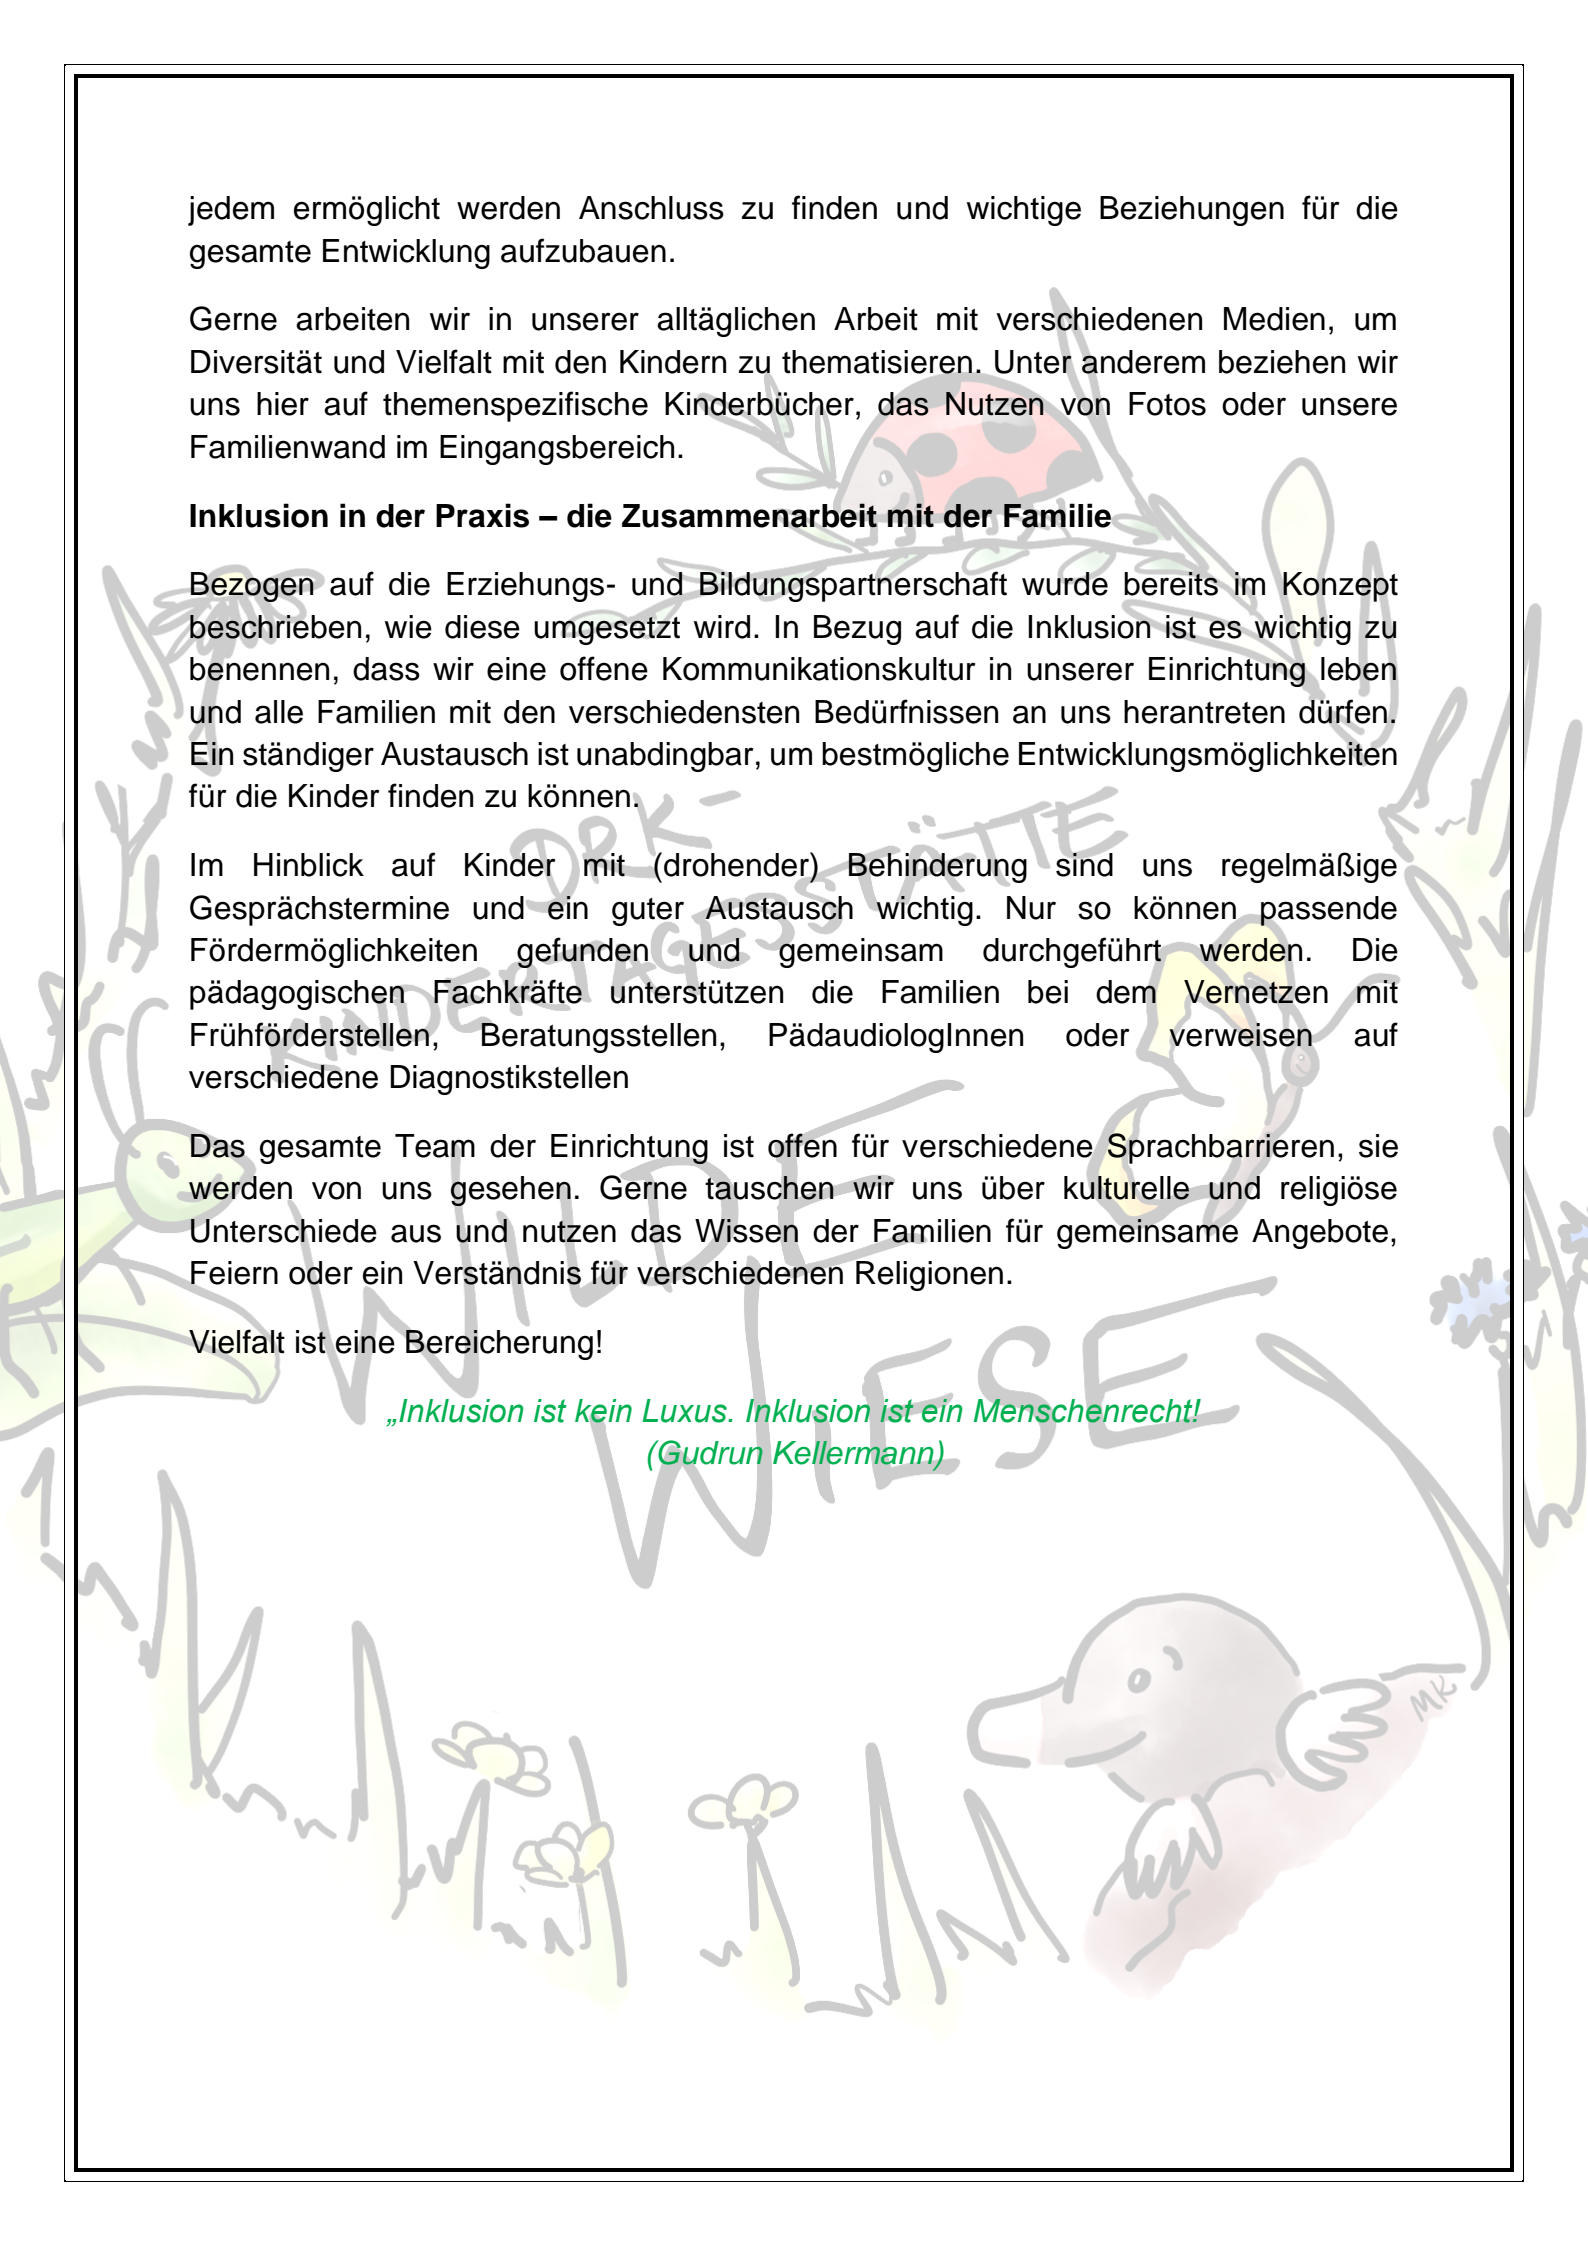 jedem ermöglicht werden Anschluss zu finden und wichtige Beziehungen für die
gesamte Entwicklung aufzubauen.
Gerne arbeiten wir in unserer alltäglichen Arbeit mit verschiedenen Medien, um
Diversität und Vielfalt mit den Kindern zu thematisieren. Unter anderem beziehen wir
uns hier auf themenspezifische Kinderbücher, das Nutzen von Fotos oder unsere
Familienwand im Eingangsbereich.
Inklusion in der Praxis – die Zusammenarbeit mit der Familie
Bezogen auf die Erziehungs- und Bildungspartnerschaft wurde bereits im Konzept
beschrieben, wie diese umgesetzt wird. In Bezug auf die Inklusion ist es wichtig zu
benennen, dass wir eine offene Kommunikationskultur in unserer Einrichtung leben
und alle Familien mit den verschiedensten Bedürfnissen an uns herantreten dürfen.
Ein ständiger Austausch ist unabdingbar, um bestmögliche Entwicklungsmöglichkeiten
für die Kinder finden zu können.
Im Hinblick auf Kinder mit (drohender) Behinderung sind uns regelmäßige
Gesprächstermine und ein guter Austausch wichtig. Nur so können passende
Fördermöglichkeiten gefunden und gemeinsam durchgeführt werden. Die
pädagogischen Fachkräfte unterstützen die Familien bei dem Vernetzen mit
Frühförderstellen, Beratungsstellen, PädaudiologInnen oder verweisen auf
verschiedene Diagnostikstellen
Das gesamte Team der Einrichtung ist offen für verschiedene Sprachbarrieren, sie
werden von uns gesehen. Gerne tauschen wir uns über kulturelle und religiöse
Unterschiede aus und nutzen das Wissen der Familien für gemeinsame Angebote,
Feiern oder ein Verständnis für verschiedenen Religionen.
Vielfalt ist eine Bereicherung!
„Inklusion ist kein Luxus. Inklusion ist ein Menschenrecht!
(Gudrun Kellermann)
DRK-
KINDERTAGESSTÄTTE
WILDE
WIESE
MK